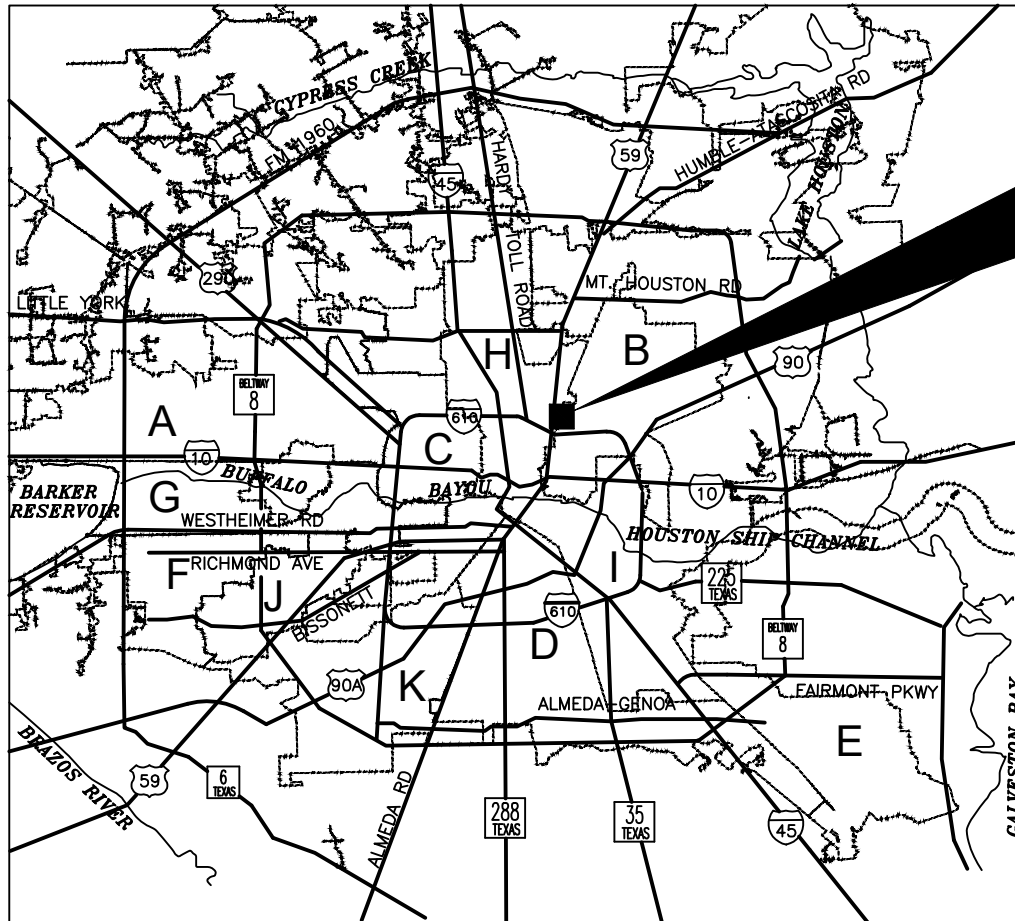 CYPRESS CREEK
FM 1960
45
HARDY
TOLL ROAD
59
HUMBLE-
RD
LAKE HOUSTON
290
MT. HOUSTON RD
LITTLE YORK
H
B
90
BELTWAY
8
610
A
C
10
BUFFALO
BAYOU
10
BARKER
RESERVOIR
G
WESTHEIMER RD
HOUSTON SHIP CHANNEL
F
RICHMOND AVE
J
I
225
TEXAS
BISSONETT
610
D
BELTWAY
8
90A
K
ALMEDA-GENOA
FAIRMONT PKWY
E
GALVESTON BAY
BRAZOS RIVER
59
6
TEXAS
ALMEDA RD
288
TEXAS
35
TEXAS
45